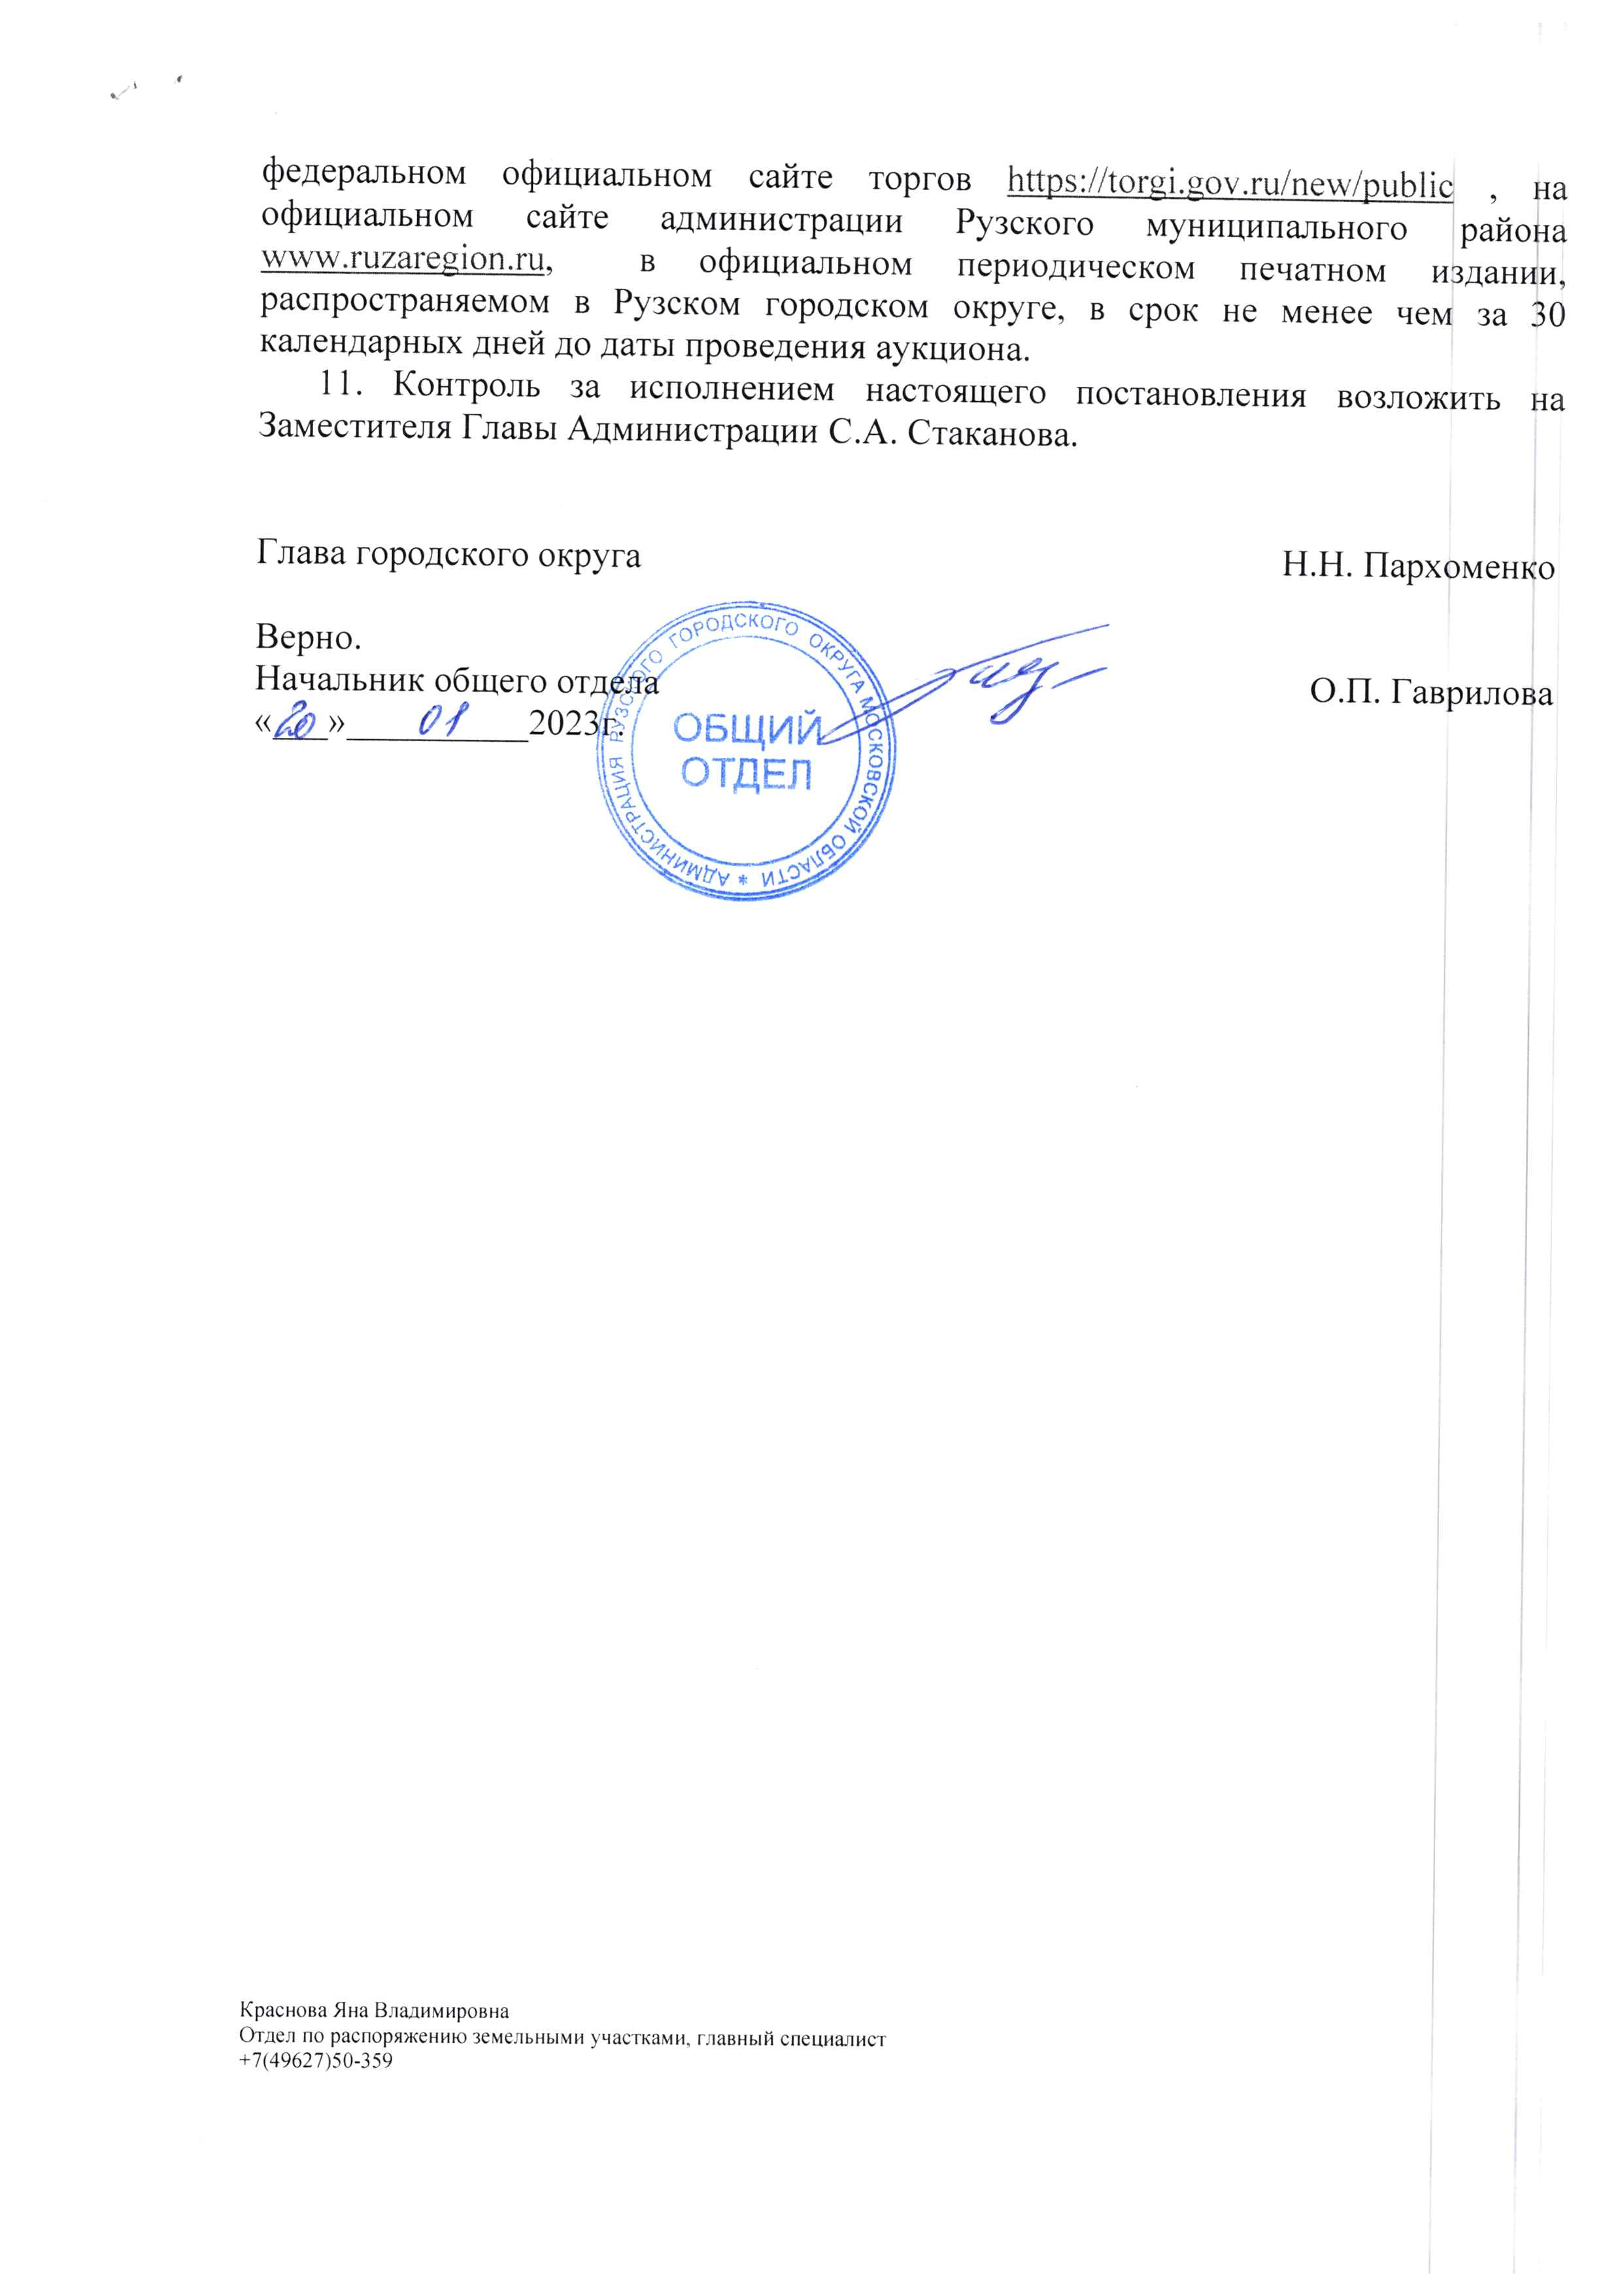 федеральном официальном сайте торгов https://torgi.gov.ru/new/public , на
официальном сайте администрации Рузского муниципального района
www.ruzaregion.ru, в официальном периодическом печатном издании,
распространяемом в Рузском городском округе, в срок не менее чем за 30
календарных дней до даты проведения аукциона.
11. Контроль за исполнением настоящего постановления возложить на
Заместителя Главы Администрации С.А. Стаканова.
Глава городского округа Н.Н. Пархоменко
Верно.
Начальник общего отдела О.П. Гаврилова
«20» 01 2023г.
АДМИНИСТРАЦИЯ РУЗСКОГО ГОРОДСКОГО ОКРУГА МОСКОВСКОЙ ОБЛАСТИ *
ОБЩИЙ
ОТДЕЛ
Краснова Яна Владимировна
Отдел по распоряжению земельными участками, главный специалист
+7(49627)50-359